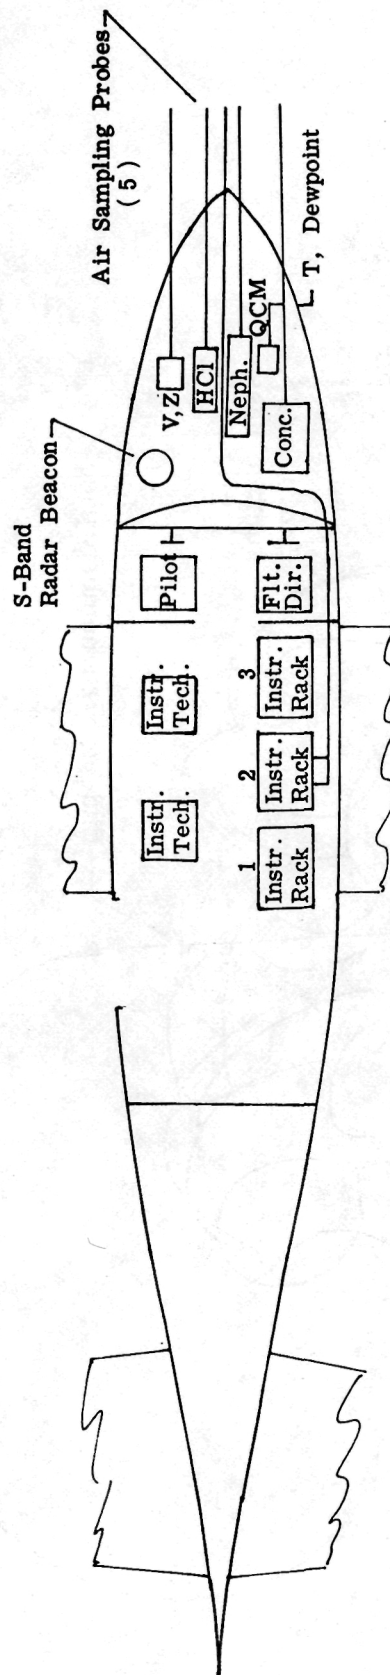 Air Sampling Probes
( 5 )
S-Band
Radar Beacon
V,Z
HCl
Neph.
QCM
Conc.
T, Dewpoint
Pilot
Flt.
Dir.
Instr.
Tech.
Instr.
Tech.
3
Instr.
Rack
2
Instr.
Rack
1
Instr.
Rack